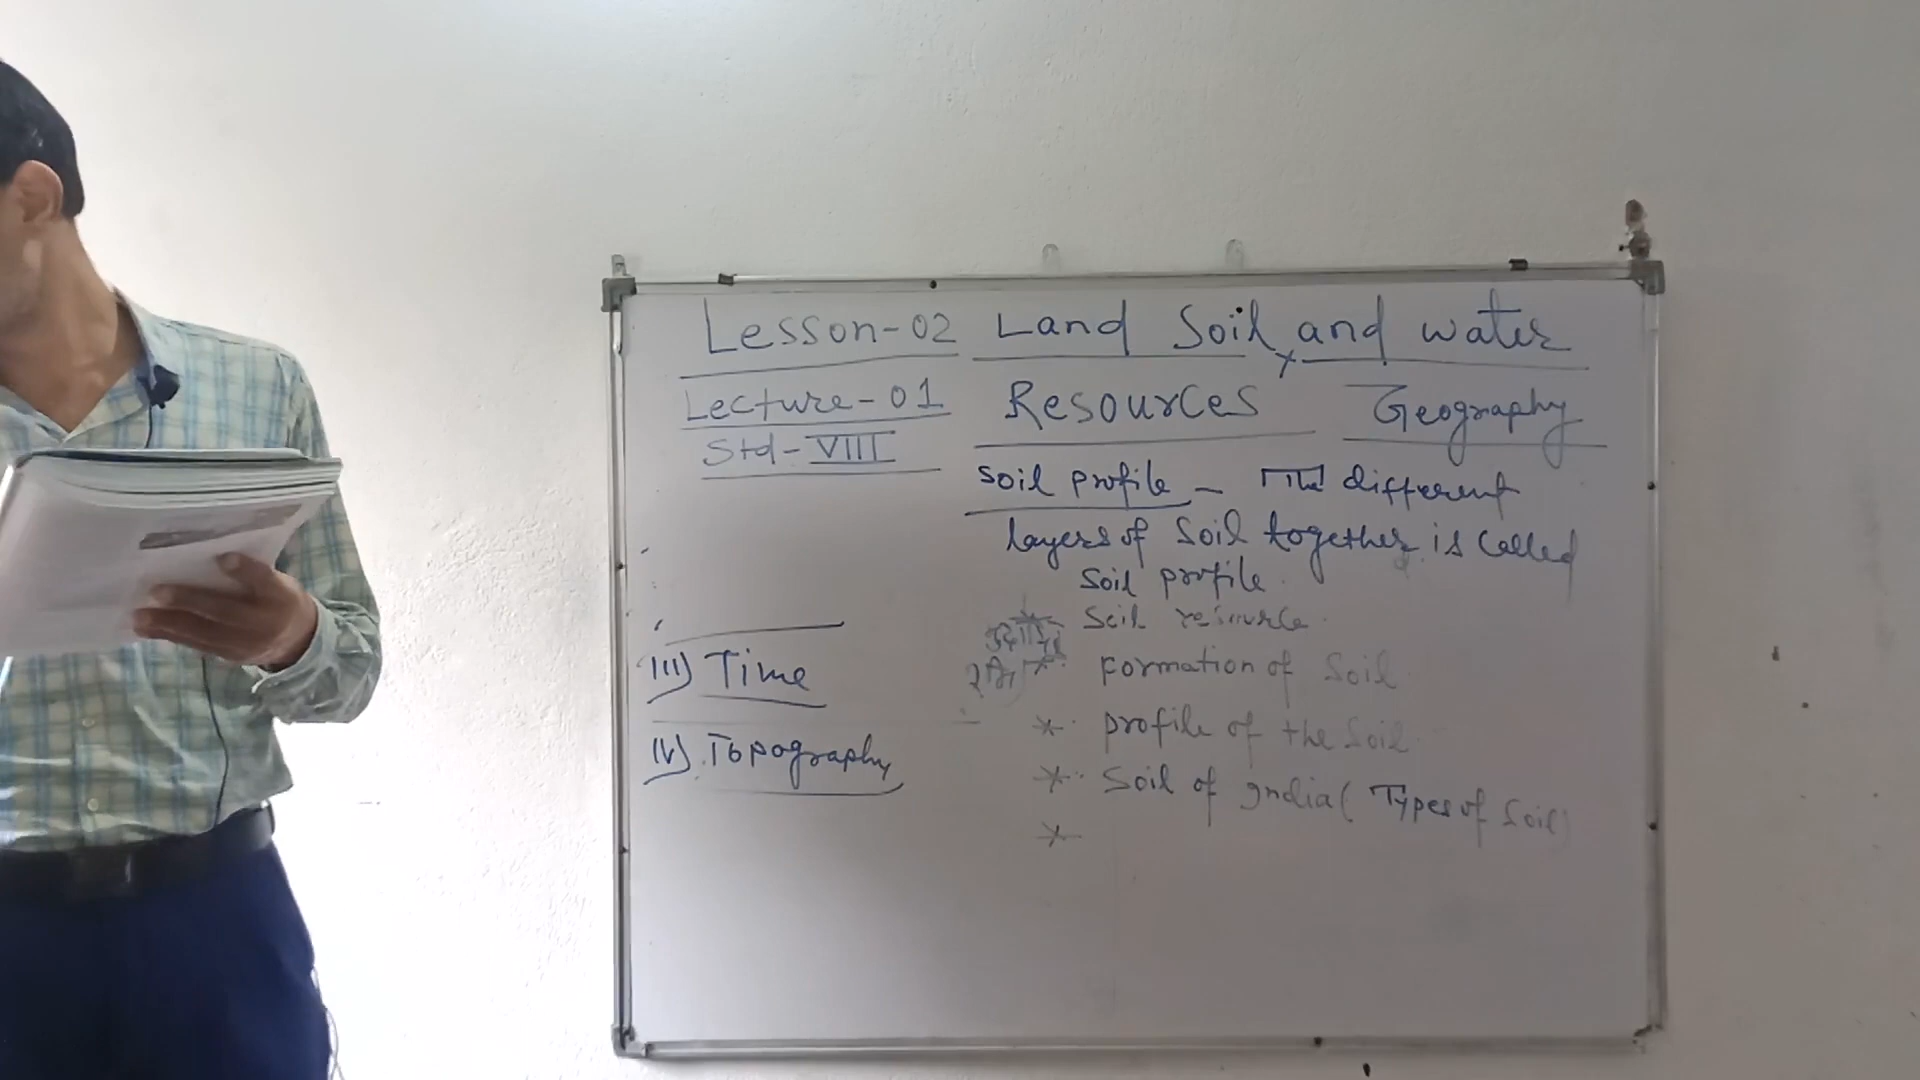 Lesson-02 Land Soil and water
Lecture-01 Resources Geography
Std-VIII
Soil profile - The different
layers of Soil together is called
Soil profile.
* Soil resource.
* Formation of Soil
III) Time
* profile of the Soil.
IV) Topography
* Soil of India (Types of Soil)
*